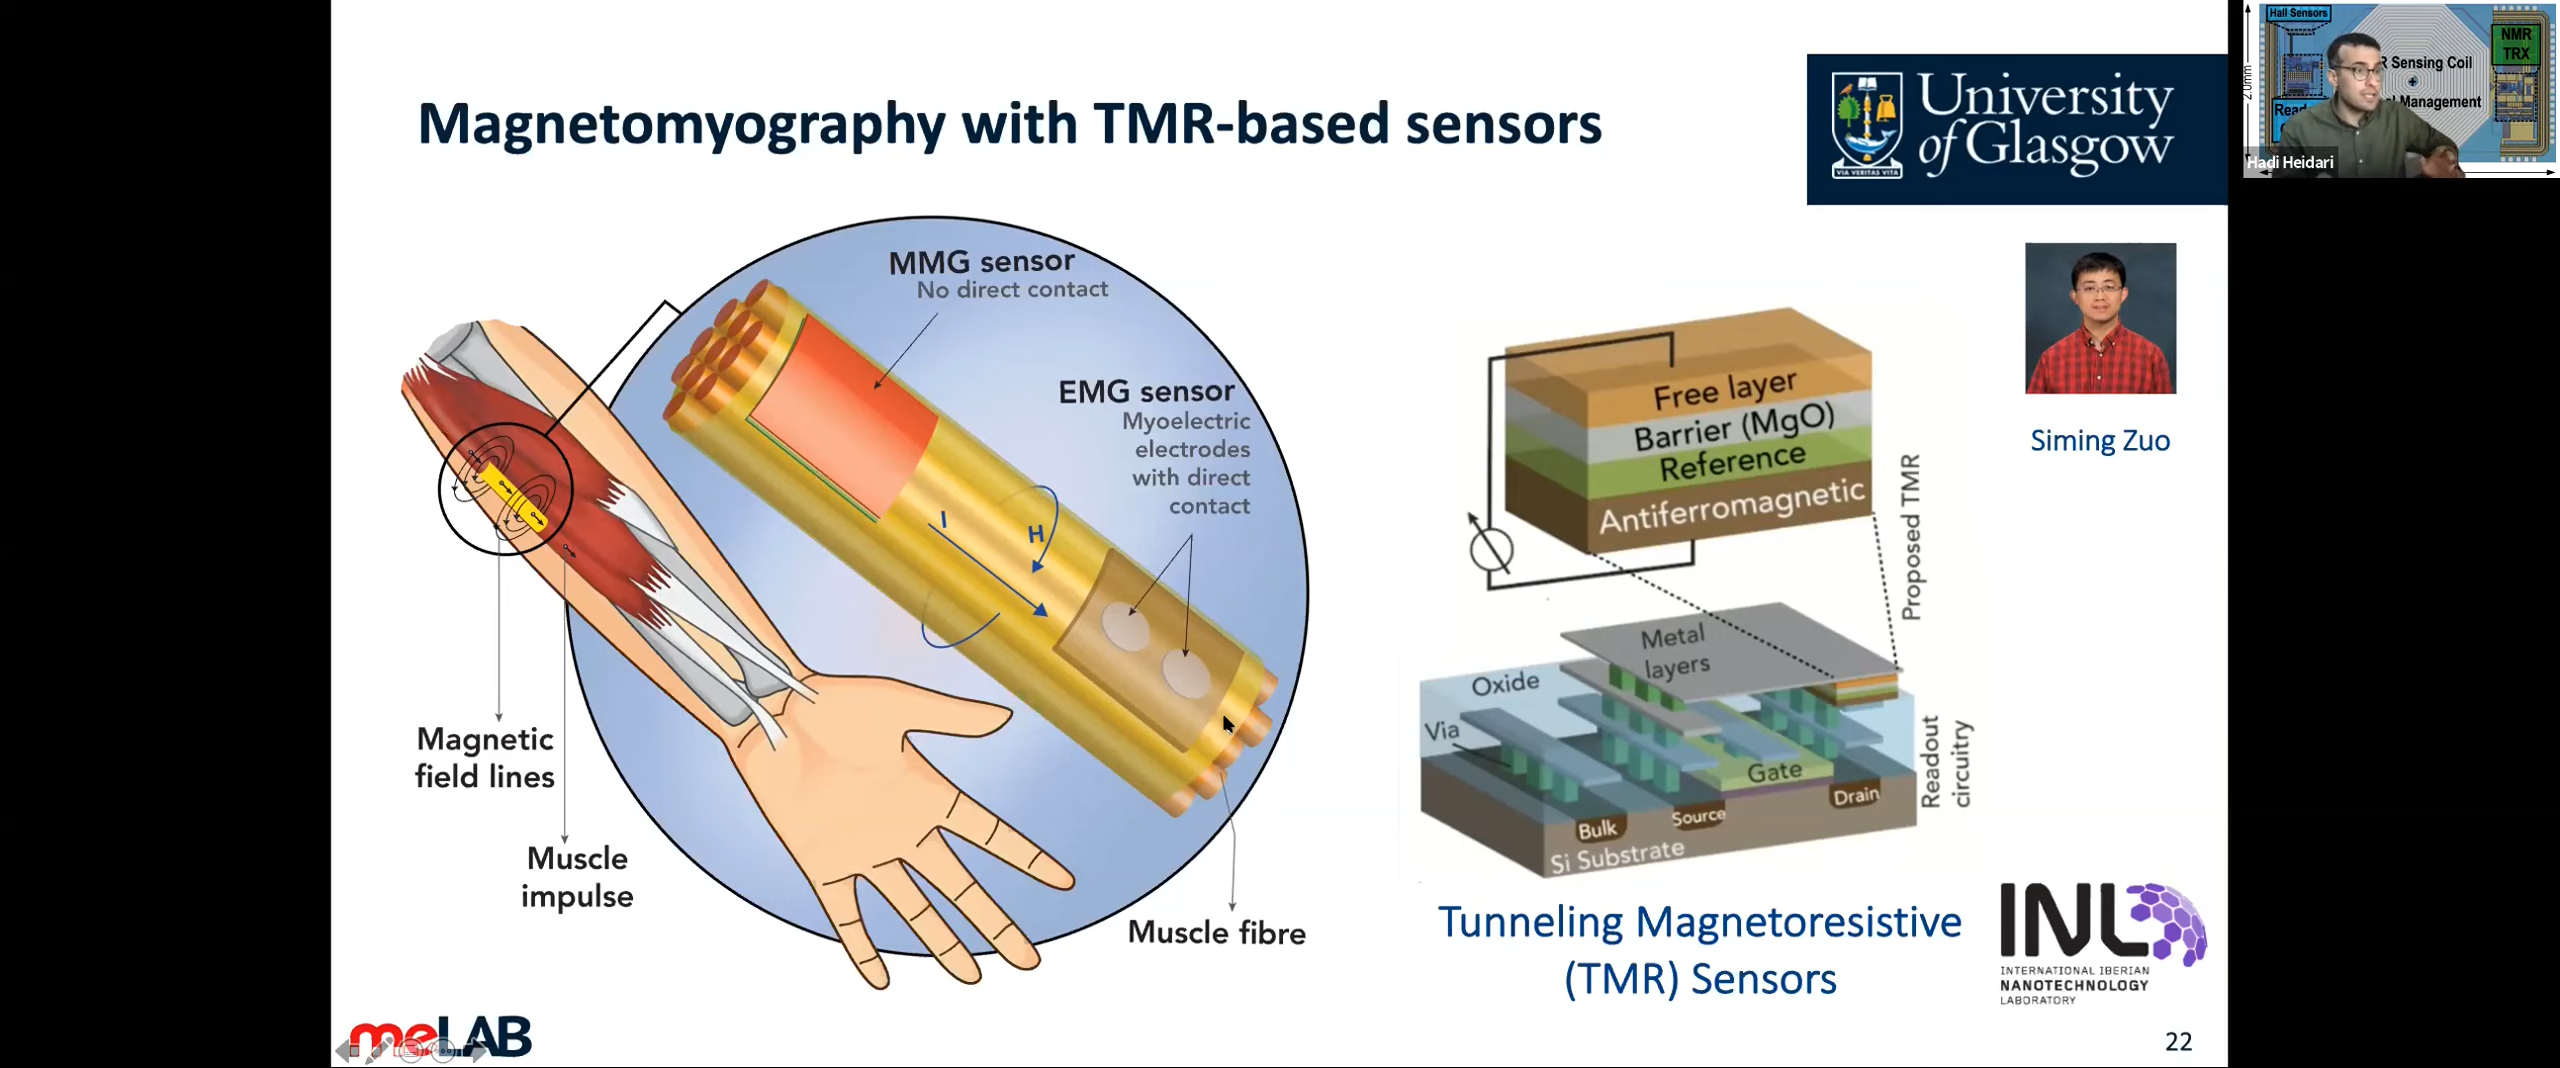 Magnetomyography with TMR-based sensors
University
of Glasgow
VIA VERITAS VITA
Hall Sensors
NMR
TRX
R Sensing Coil
Management
2.0mm
Hadi Heidari
MMG sensor
No direct contact
EMG sensor
Myoelectric
electrodes
with direct
contact
I
H
Magnetic
field lines
Muscle
impulse
Muscle fibre
Free layer
Barrier (MgO)
Reference
Antiferromagnetic
Proposed TMR
Siming Zuo
Metal
layers
Oxide
Via
Gate
Drain
Source
Bulk
Si Substrate
Readout
circuitry
Tunneling Magnetoresistive
(TMR) Sensors
INL
INTERNATIONAL IBERIAN
NANOTECHNOLOGY
LABORATORY
meLAB
22